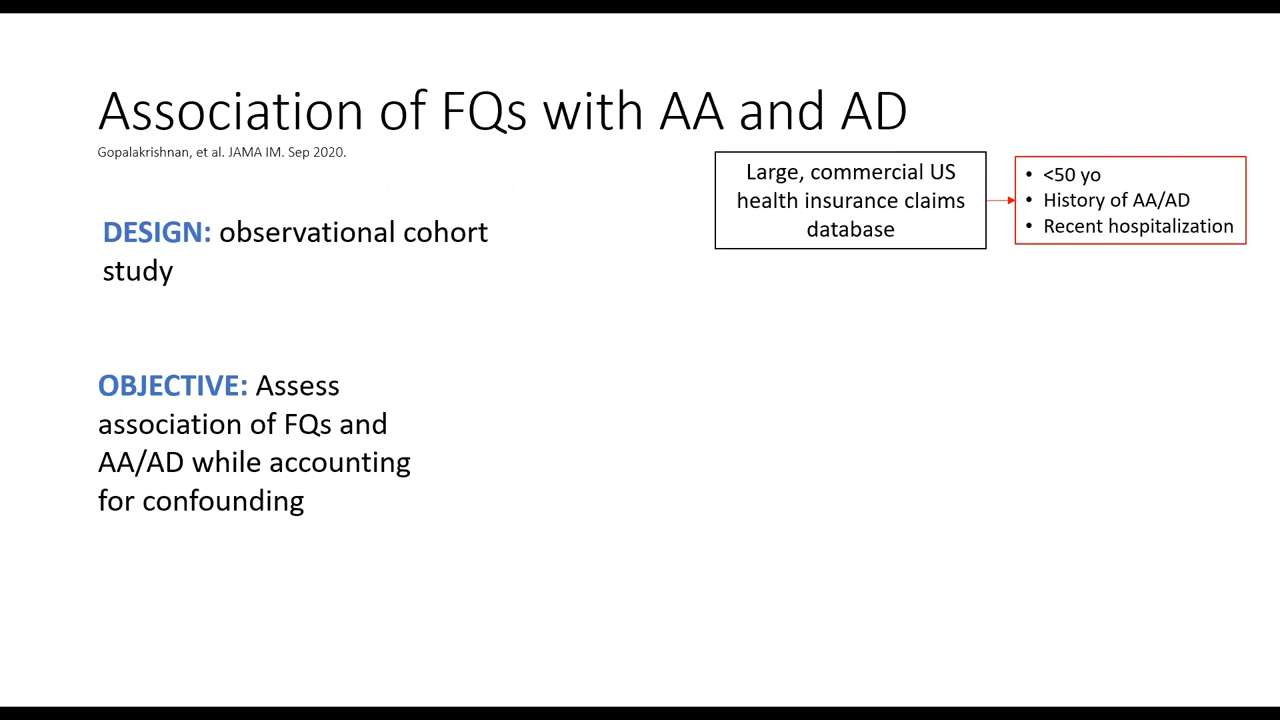 Association of FQs with AA and AD
Gopalakrishnan, et al. JAMA IM. Sep 2020.
DESIGN: observational cohort
study
OBJECTIVE: Assess
association of FQs and
AA/AD while accounting
for confounding
Large, commercial US
health insurance claims
database
• <50 yo
• History of AA/AD
• Recent hospitalization